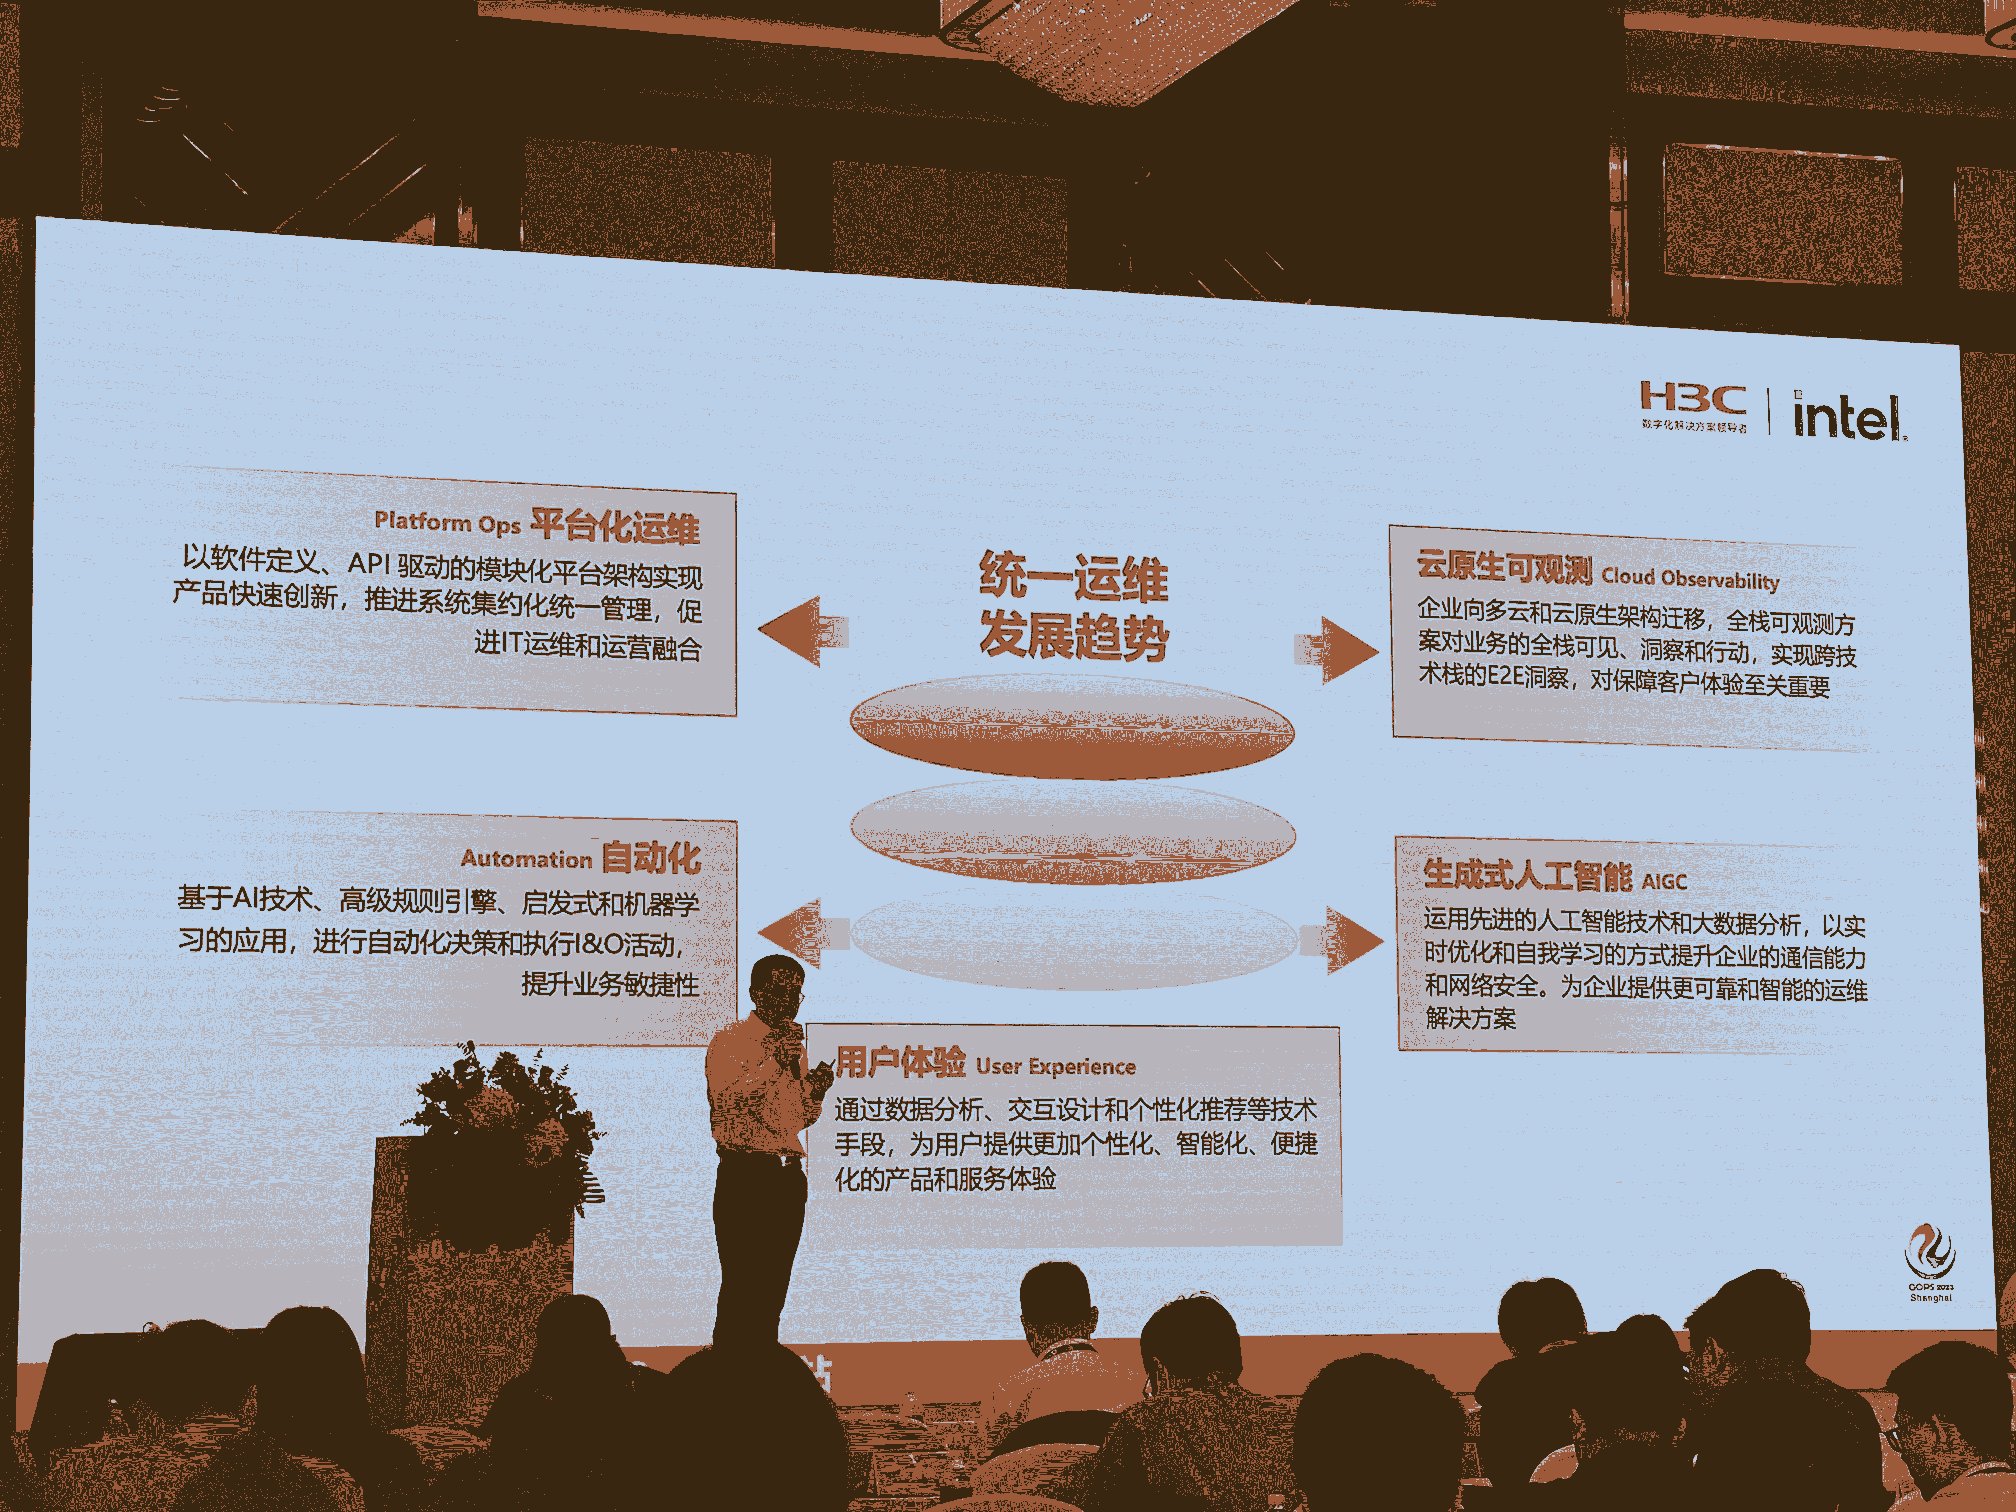 H3C
数字化解决方案领导者
intel.
Platform Ops 平台化运维
以软件定义、API 驱动的模块化平台架构实现
产品快速创新，推进系统集约化统一管理，促
进IT运维和运营融合
统一运维
发展趋势
云原生可观测 Cloud Observability
企业向多云和云原生架构迁移，全栈可观测方
案对业务的全栈可见、洞察和行动，实现跨技
术栈的E2E洞察，对保障客户体验至关重要
Automation 自动化
基于AI技术、高级规则引擎、启发式和机器学
习的应用，进行自动化决策和执行I&O活动，
提升业务敏捷性
生成式人工智能 AIGC
运用先进的人工智能技术和大数据分析，以实
时优化和自我学习的方式提升企业的通信能力
和网络安全。为企业提供更可靠和智能的运维
解决方案
用户体验 User Experience
通过数据分析、交互设计和个性化推荐等技术
手段，为用户提供更加个性化、智能化、便捷
化的产品和服务体验
GOPS 2023
Shanghai
站